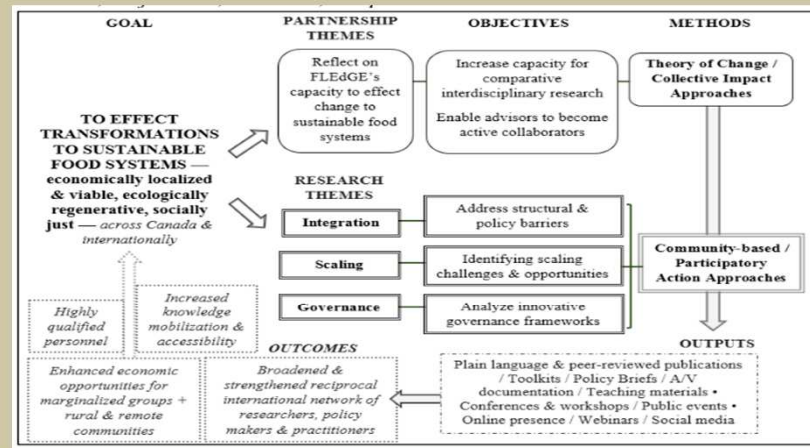 GOAL
PARTNERSHIP
THEMES
OBJECTIVES
METHODS
Reflect on
FLEdGE's
capacity to effect
change to
sustainable food
systems
Increase capacity for
comparative
interdisciplinary research
Enable advisors to become
active collaborators
Theory of Change /
Collective Impact
Approaches
TO EFFECT
TRANSFORMATIONS
TO SUSTAINABLE
FOOD SYSTEMS —
economically localized
& viable, ecologically
regenerative, socially
just — across Canada &
internationally
RESEARCH
THEMES
Integration
Address structural &
policy barriers
Scaling
Identifying scaling
challenges & opportunities
Governance
Analyze innovative
governance frameworks
Community-based /
Participatory
Action Approaches
Highly
qualified
personnel
Increased
knowledge
mobilization &
accessibility
OUTCOMES
Enhanced economic
opportunities for
marginalized groups +
rural & remote
communities
Broadened &
strengthened reciprocal
international network of
researchers, policy
makers & practitioners
OUTPUTS
Plain language & peer-reviewed publications
/ Toolkits / Policy Briefs / A/V
documentation / Teaching materials •
Conferences & workshops / Public events •
Online presence / Webinars / Social media